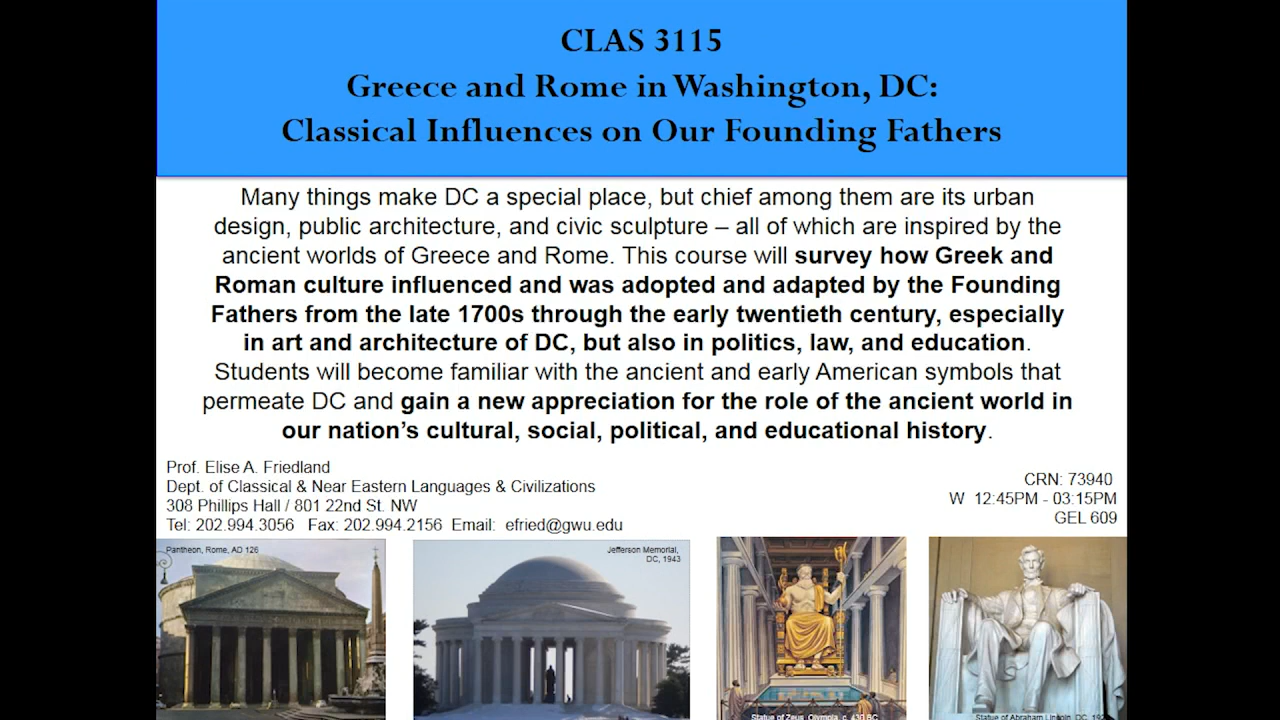 CLAS 3115
Greece and Rome in Washington, DC:
Classical Influences on Our Founding Fathers
Many things make DC a special place, but chief among them are its urban
design, public architecture, and civic sculpture – all of which are inspired by the
ancient worlds of Greece and Rome. This course will survey how Greek and
Roman culture influenced and was adopted and adapted by the Founding
Fathers from the late 1700s through the early twentieth century, especially
in art and architecture of DC, but also in politics, law, and education.
Students will become familiar with the ancient and early American symbols that
permeate DC and gain a new appreciation for the role of the ancient world in
our nation's cultural, social, political, and educational history.
Prof. Elise A. Friedland
Dept. of Classical & Near Eastern Languages & Civilizations
308 Phillips Hall / 801 22nd St. NW
Tel: 202.994.3056 Fax: 202.994.2156 Email: efried@gwu.edu
CRN: 73940
W 12:45PM - 03:15PM
GEL 609
Pantheon, Rome, AD 126
Jefferson Memorial,
DC, 1943
Statue of Zeus, Olympia, c. 430 BC
Statue of Abraham Lincoln, DC,